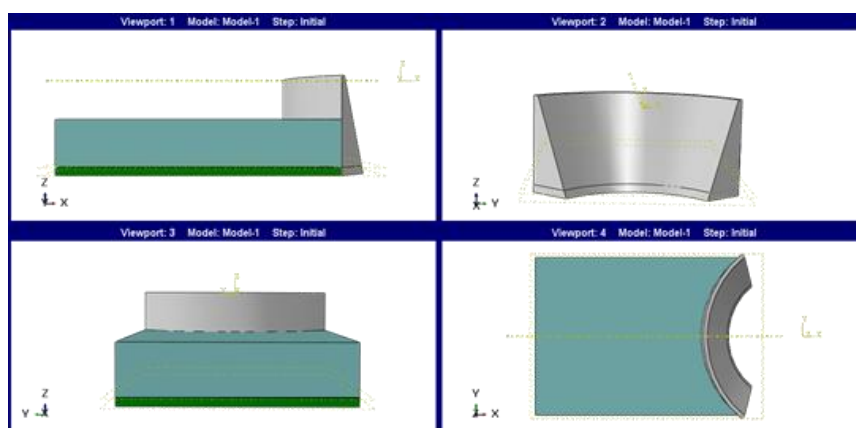 Viewport: 1 Model: Model-1 Step: Initial
Viewport: 2 Model: Model-1 Step: Initial
Z
X
Z
X
Y
Viewport: 3 Model: Model-1 Step: Initial
Viewport: 4 Model: Model-1 Step: Initial
Z
Y
X
Y
Z
X